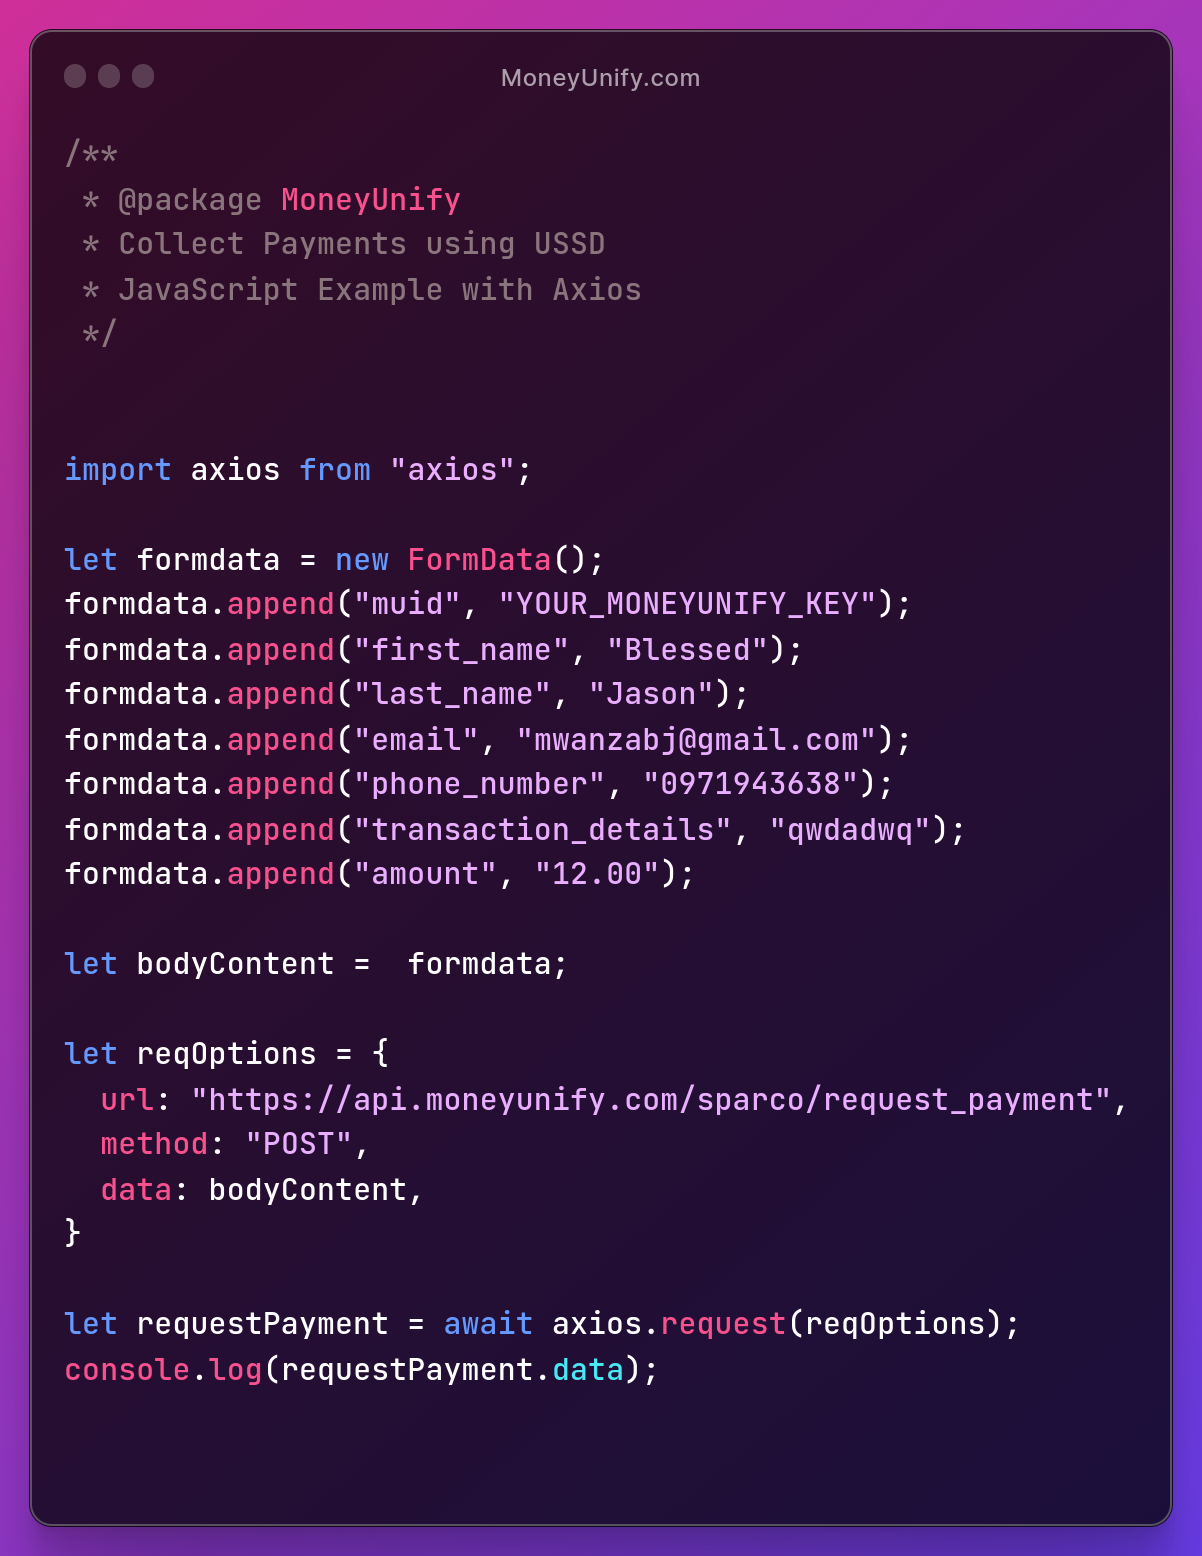 MoneyUnify.com
/**
 * @package MoneyUnify
 * Collect Payments using USSD
 * JavaScript Example with Axios
 */
import axios from "axios";
let formdata = new FormData();
formdata.append("muid", "YOUR_MONEYUNIFY_KEY");
formdata.append("first_name", "Blessed");
formdata.append("last_name", "Jason");
formdata.append("email", "mwanzabj@gmail.com");
formdata.append("phone_number", "0971943638");
formdata.append("transaction_details", "qwdadwq");
formdata.append("amount", "12.00");
let bodyContent =  formdata;
let reqOptions = {
  url: "https://api.moneyunify.com/sparco/request_payment",
  method: "POST",
  data: bodyContent,
}
let requestPayment = await axios.request(reqOptions);
console.log(requestPayment.data);